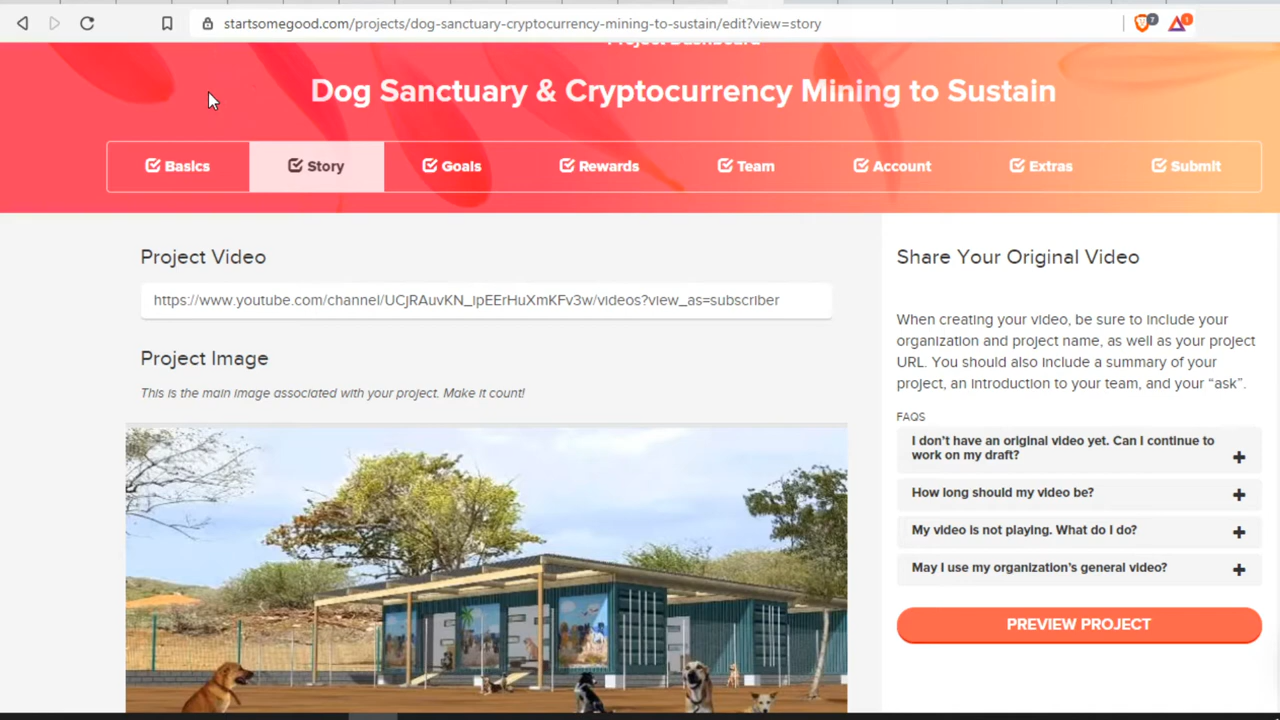 startsomegood.com/projects/dog-sanctuary-cryptocurrency-mining-to-sustain/edit?view=story
7
1
Project Dashboard
Dog Sanctuary & Cryptocurrency Mining to Sustain
Basics
Story
Goals
Rewards
Team
Account
Extras
Submit
Project Video
https://www.youtube.com/channel/UCjRAuvKN_ipEErHuXmKFv3w/videos?view_as=subscriber
Project Image
This is the main image associated with your project. Make it count!
Share Your Original Video
When creating your video, be sure to include your
organization and project name, as well as your project
URL. You should also include a summary of your
project, an introduction to your team, and your “ask”.
FAQS
I don’t have an original video yet. Can I continue to
work on my draft?
How long should my video be?
My video is not playing. What do I do?
May I use my organization’s general video?
PREVIEW PROJECT